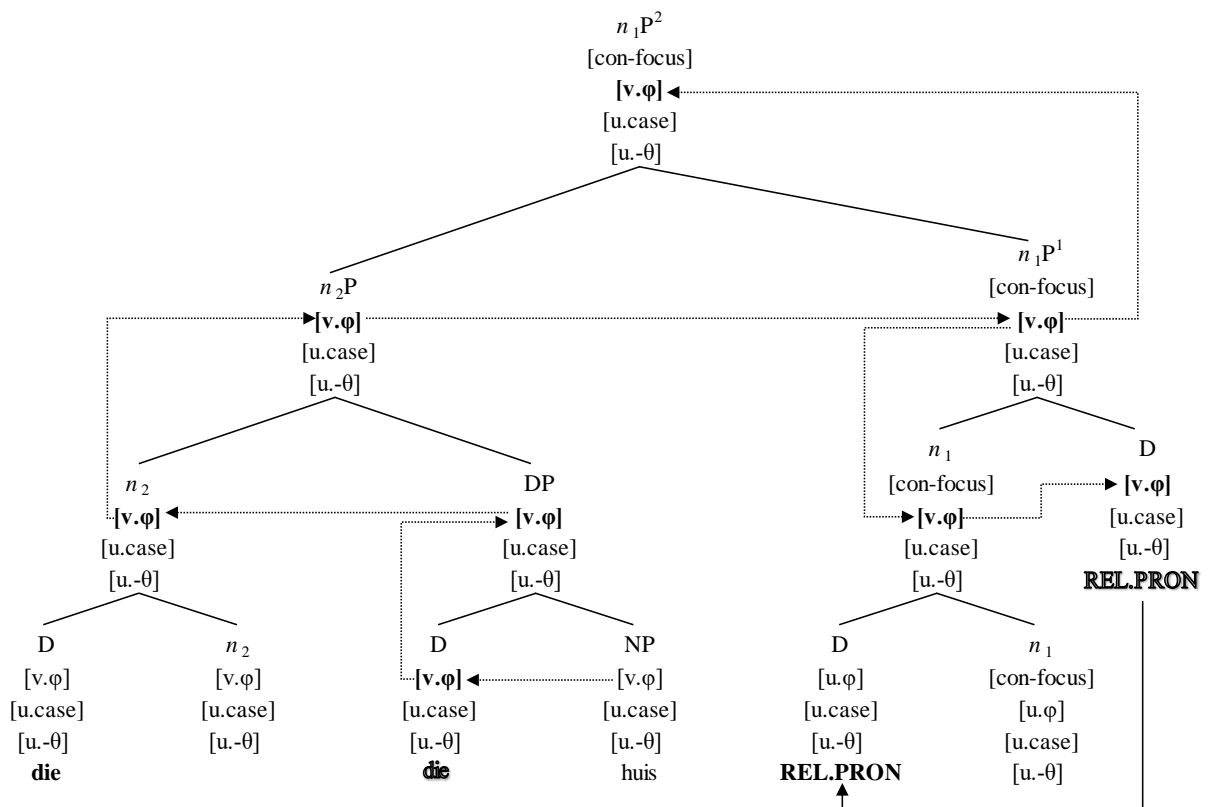 n₁P²
[con-focus]
[v.φ]
[u.case]
[u.-θ]
n₂P
[v.φ]
[u.case]
[u.-θ]
n₁P¹
[con-focus]
[v.φ]
[u.case]
[u.-θ]
n₂
[v.φ]
[u.case]
[u.-θ]
DP
[v.φ]
[u.case]
[u.-θ]
n₁
[con-focus]
[v.φ]
[u.case]
[u.-θ]
D
[v.φ]
[u.case]
[u.-θ]
REL.PRON
D
[v.φ]
[u.case]
[u.-θ]
die
n₂
[v.φ]
[u.case]
[u.-θ]
D
[v.φ]
[u.case]
[u.-θ]
die
NP
[v.φ]
[u.case]
[u.-θ]
huis
D
[u.φ]
[u.case]
[u.-θ]
REL.PRON
n₁
[con-focus]
[u.φ]
[u.case]
[u.-θ]